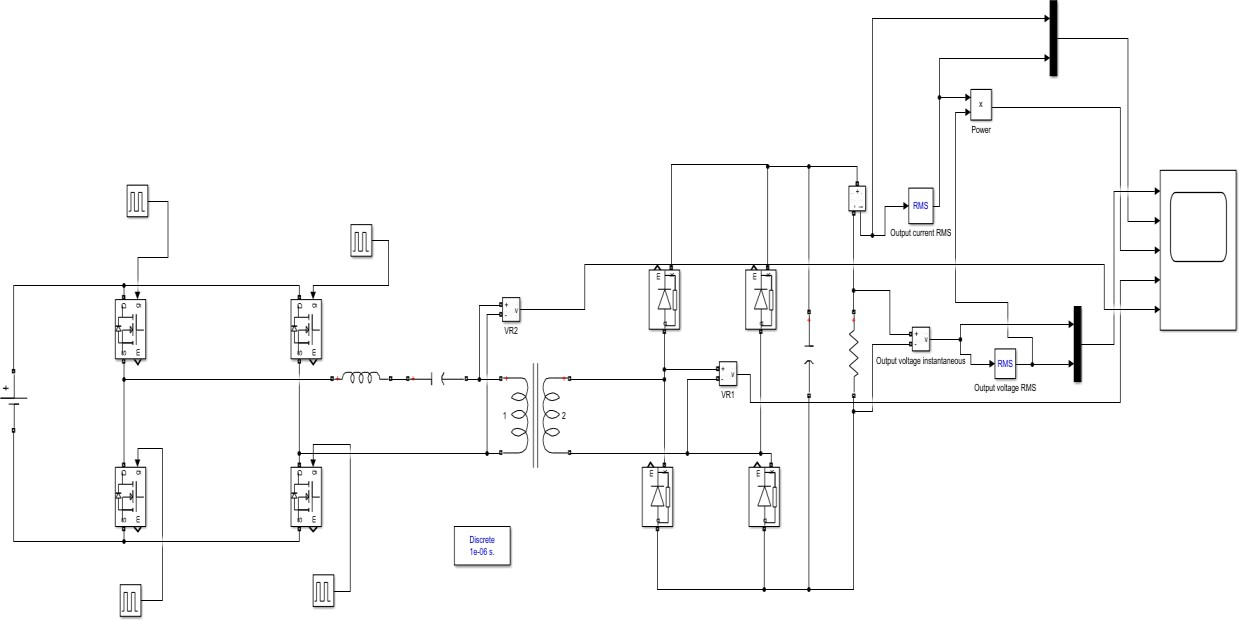 x
Power
RMS
Output current RMS
+
E
E
+
-
v
VR2
+
-
v
Output voltage instantaneous
RMS
Output voltage RMS
+
-
v
VR1
1
2
+
E
E
E
E
E
E
Discrete
1e-06 s.